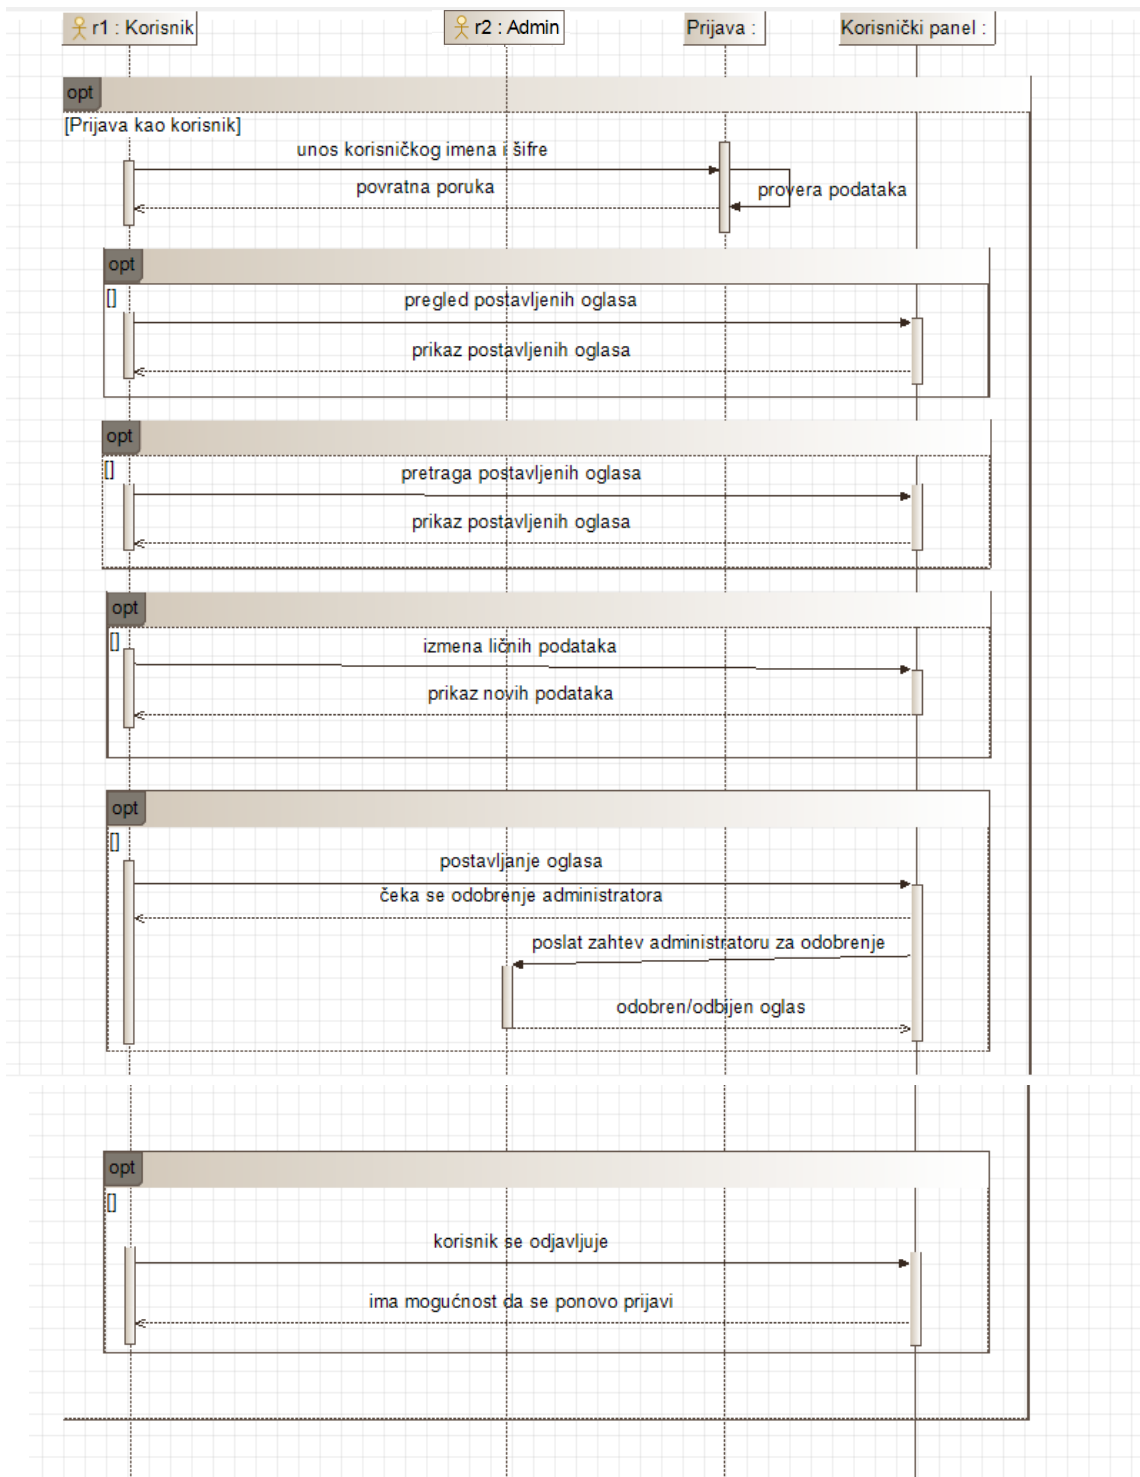 r1 : Korisnik
r2 : Admin
Prijava :
Korisnički panel :
opt
[Prijava kao korisnik]
unos korisničkog imena i šifre
povratna poruka
provera podataka
opt
[]
pregled postavljenih oglasa
prikaz postavljenih oglasa
opt
[]
pretraga postavljenih oglasa
prikaz postavljenih oglasa
opt
[]
izmena ličnih podataka
prikaz novih podataka
opt
[]
postavljanje oglasa
čeka se odobrenje administratora
poslat zahtev administratoru za odobrenje
odobren/odbijen oglas
opt
[]
korisnik se odjavljuje
ima mogućnost da se ponovo prijavi